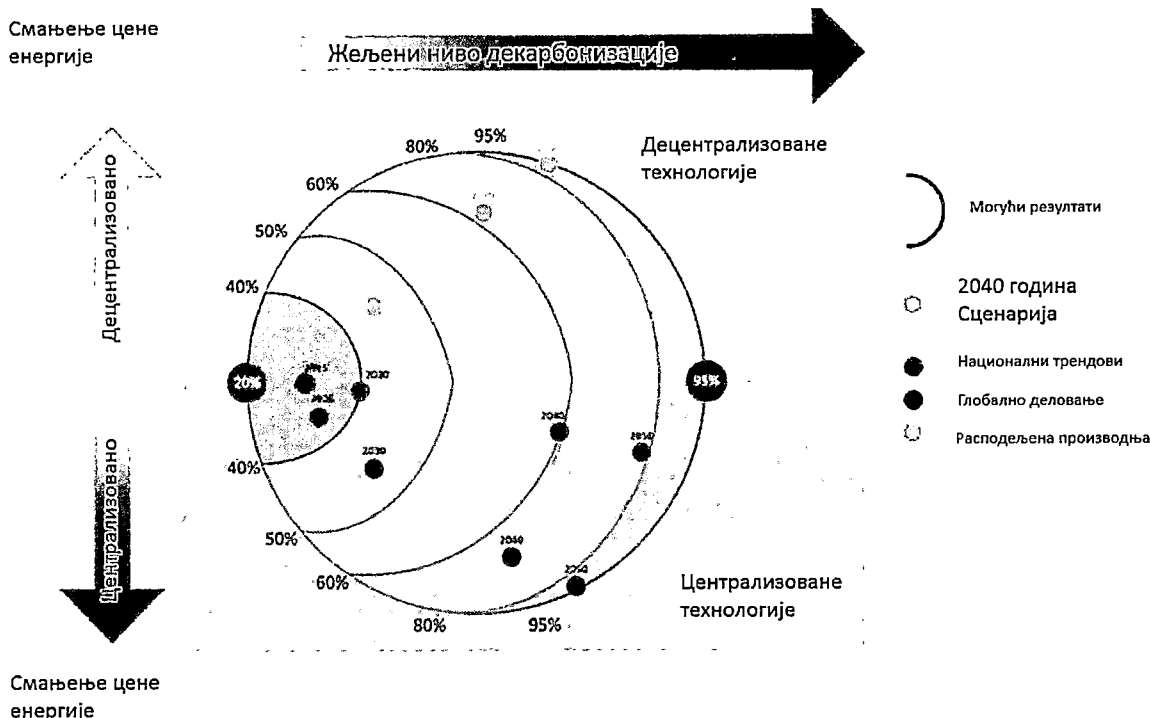 Смањење цене
енергије
Жељени ниво декарбонизације
Децентрализовано
Централизовано
Децентрализоване
технологије
95%
80%
60%
50%
40%
20%
2030
2030
95%
2040
2050
2040
2050
40%
50%
60%
80%
95%
Централизоване
технологије
Могући резултати
2040 година
Сценарија
Национални трендови
Глобално деловање
Расподељена производња
Смањење цене
енергије